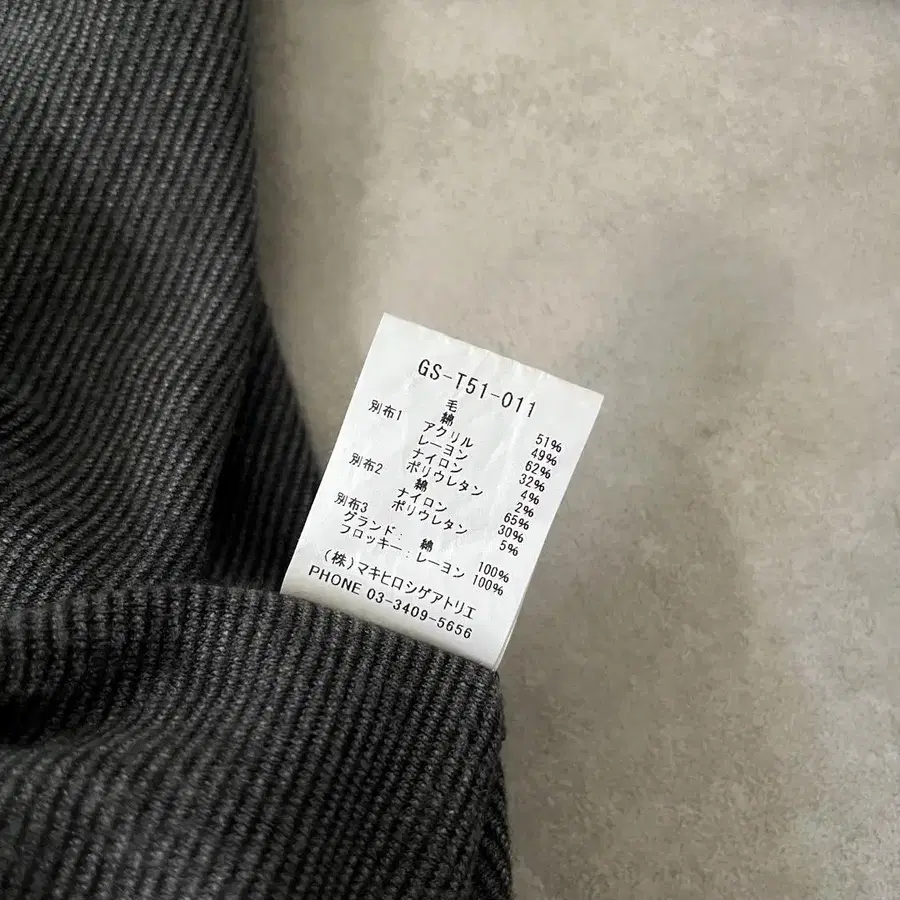 GS-T51-011
毛 51%
綿 49%
別布1 アクリル 62%
レーヨン 32%
ナイロン 4%
ポリウレタン 2%
別布2 綿 65%
ナイロン 30%
ポリウレタン 5%
別布3
グランド: 綿 100%
フロッキー: レーヨン 100%
(株)マキヒロシゲアトリエ
PHONE 03-3409-5656